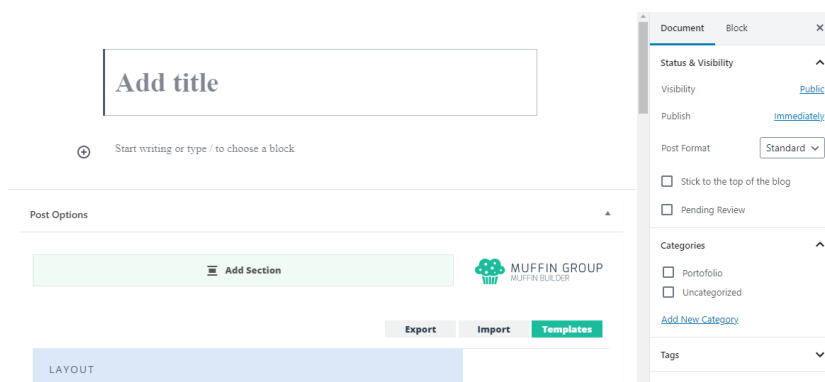 Add title
Start writing or type / to choose a block
Post Options
Add Section
MUFFIN GROUP
MUFFIN BUILDER
Export Import Templates
LAYOUT
Document Block
Status & Visibility
Visibility Public
Publish Immediately
Post Format Standard
Stick to the top of the blog
Pending Review
Categories
Portofolio
Uncategorized
Add New Category
Tags